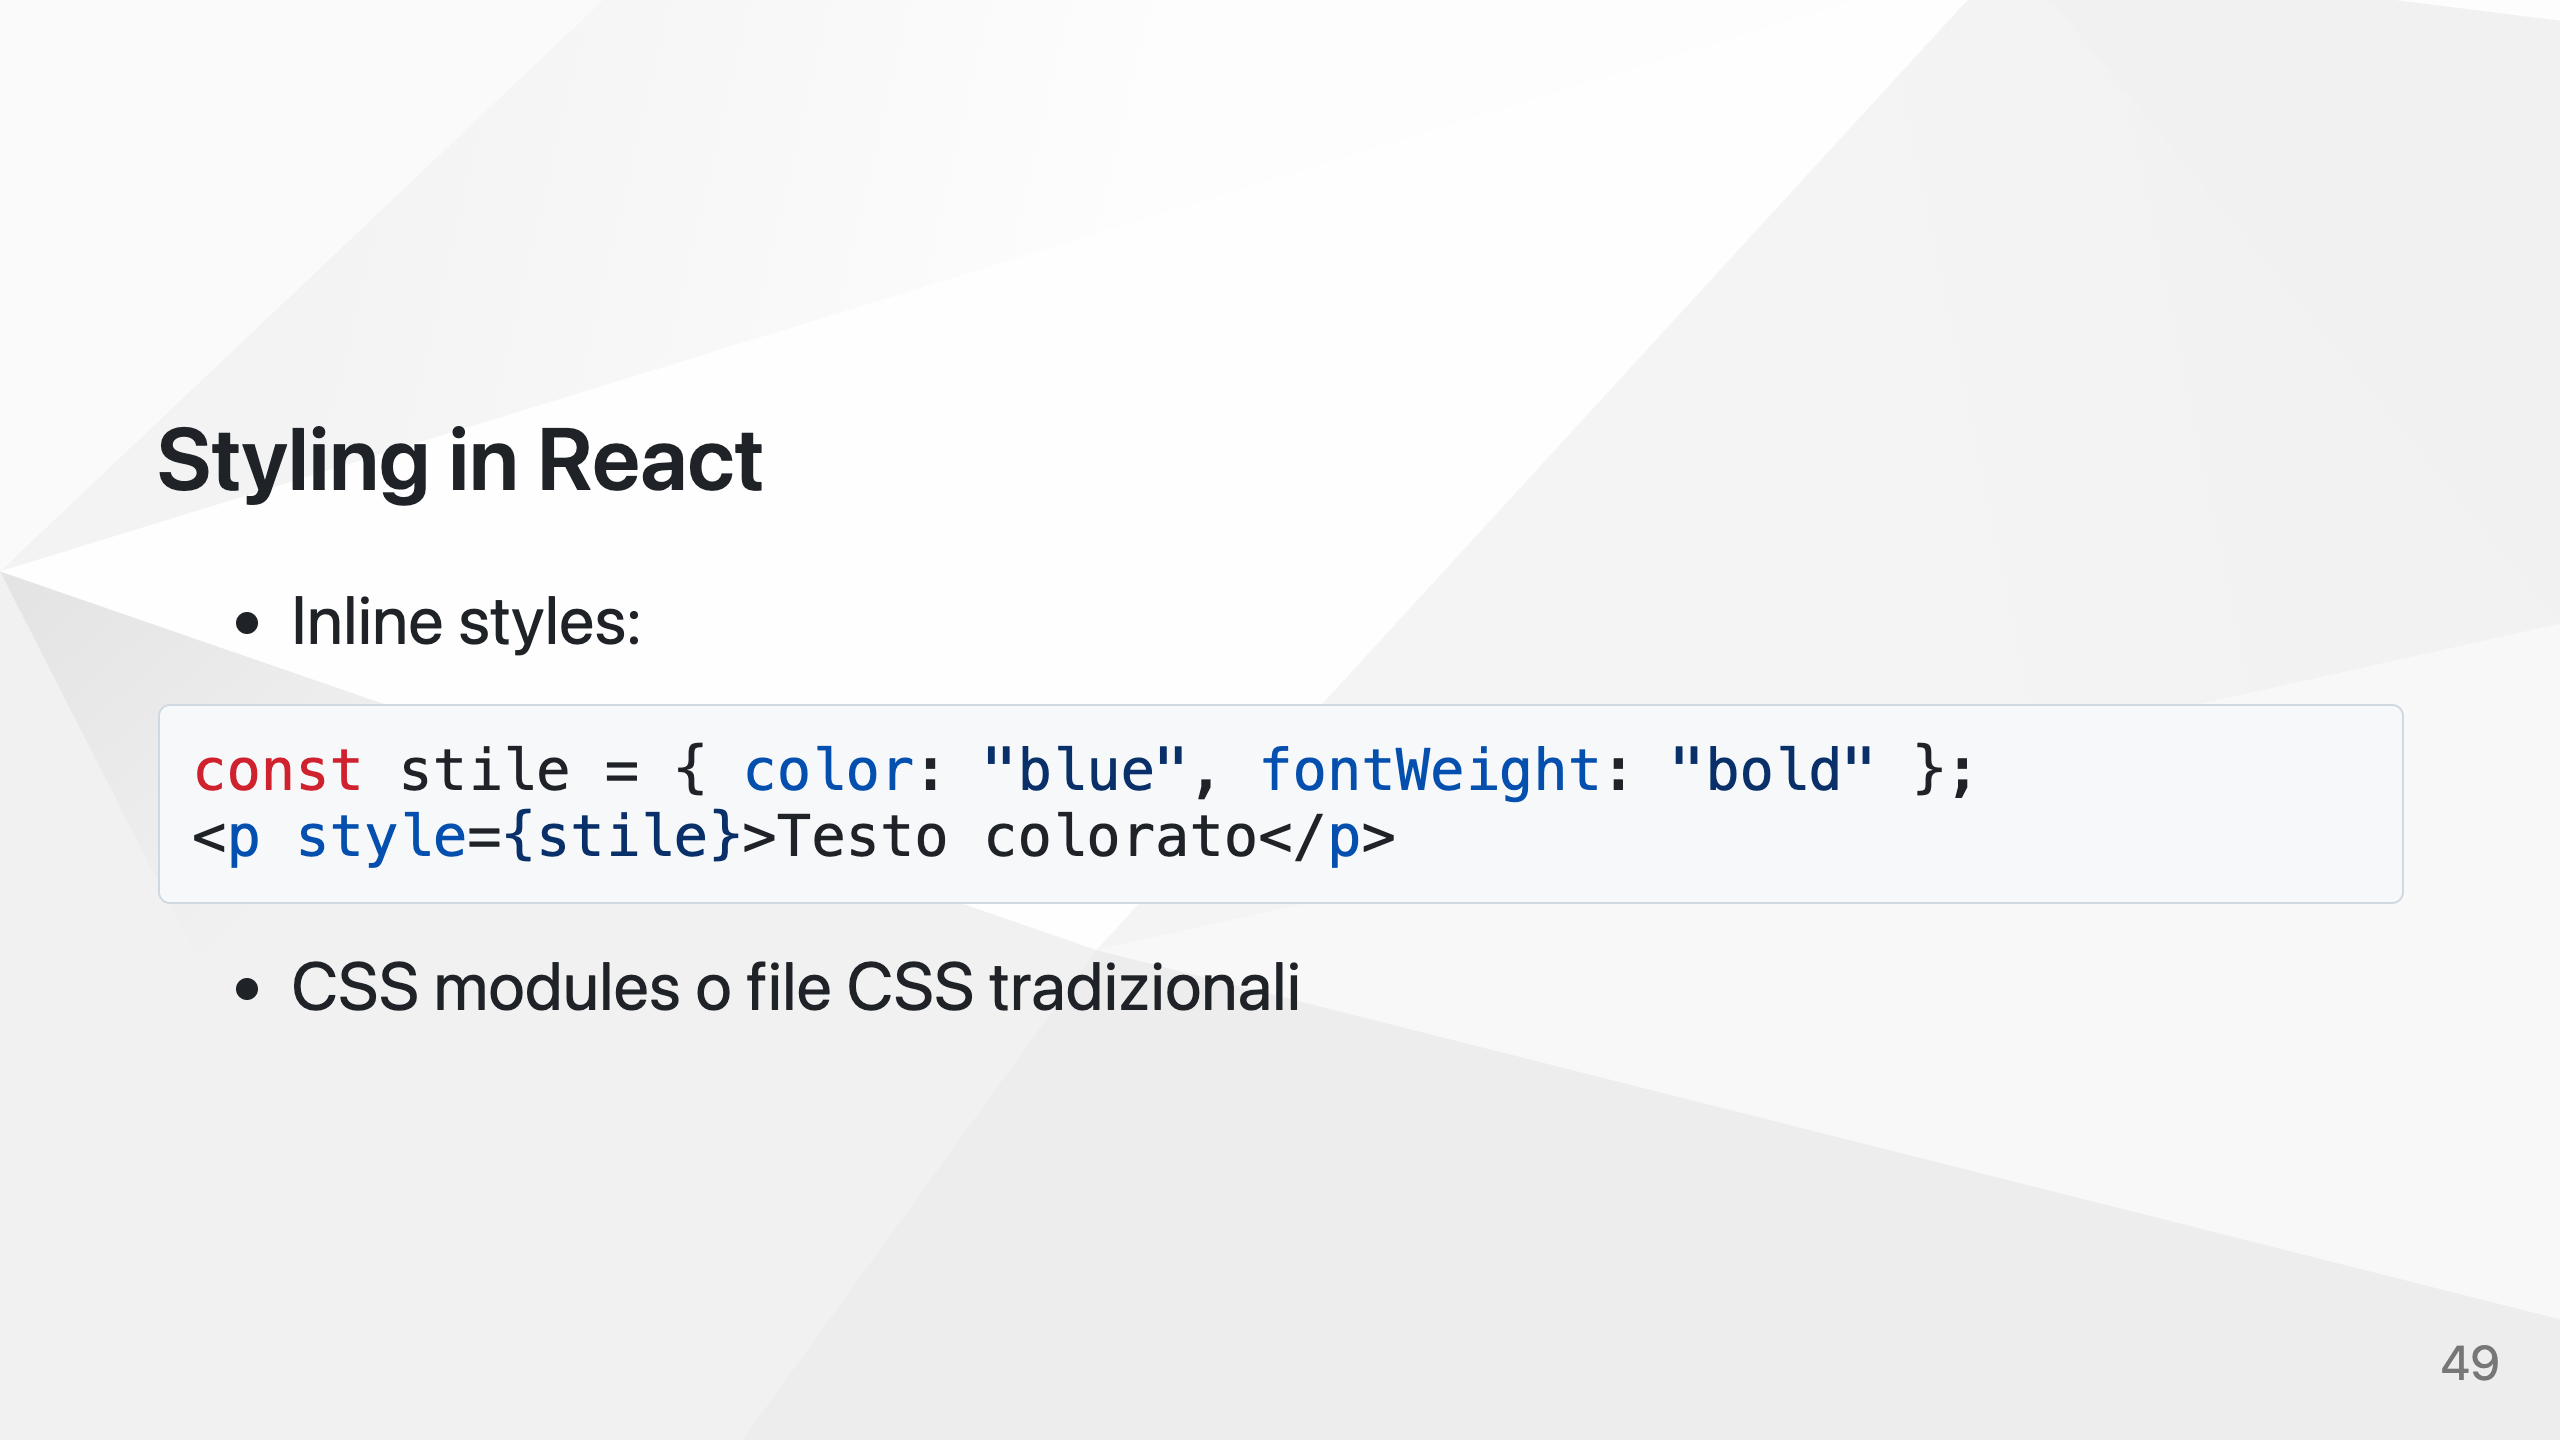 Styling in React
• Inline styles:
const stile = { color: "blue", fontWeight: "bold" };
<p style={stile}>Testo colorato</p>
• CSS modules o file CSS tradizionali
49